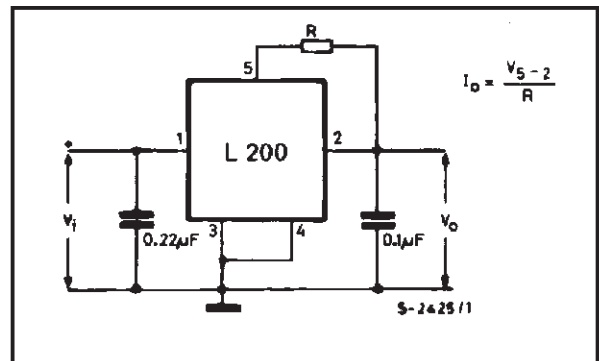 R
5
I₀ = V₅₋₂ / R
1
L 200
2
+
3
4
Vᵢ
0.22µF
0.1µF
V₀
S-2425/1